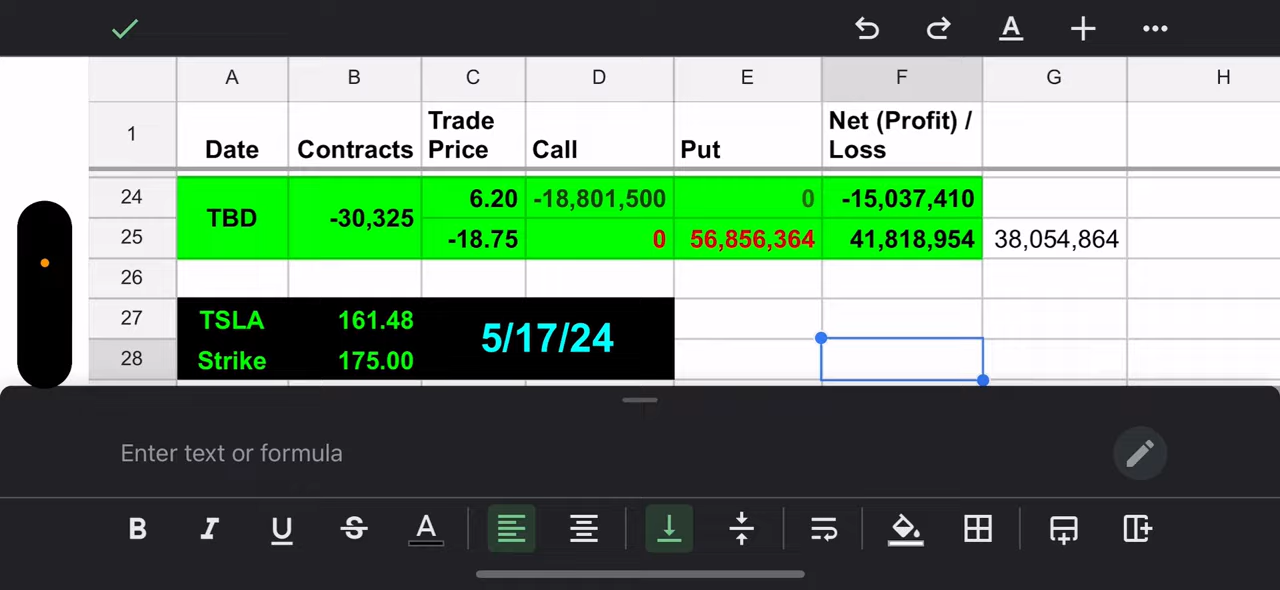 A B C D E F G H
1 Date Contracts Trade Price Call Put Net (Profit) / Loss
24 TBD -30,325 6.20 -18,801,500 0 -15,037,410
25 -18.75 0 56,856,364 41,818,954 38,054,864
26
27 TSLA 161.48 5/17/24
28 Strike 175.00
Enter text or formula
B I U S A